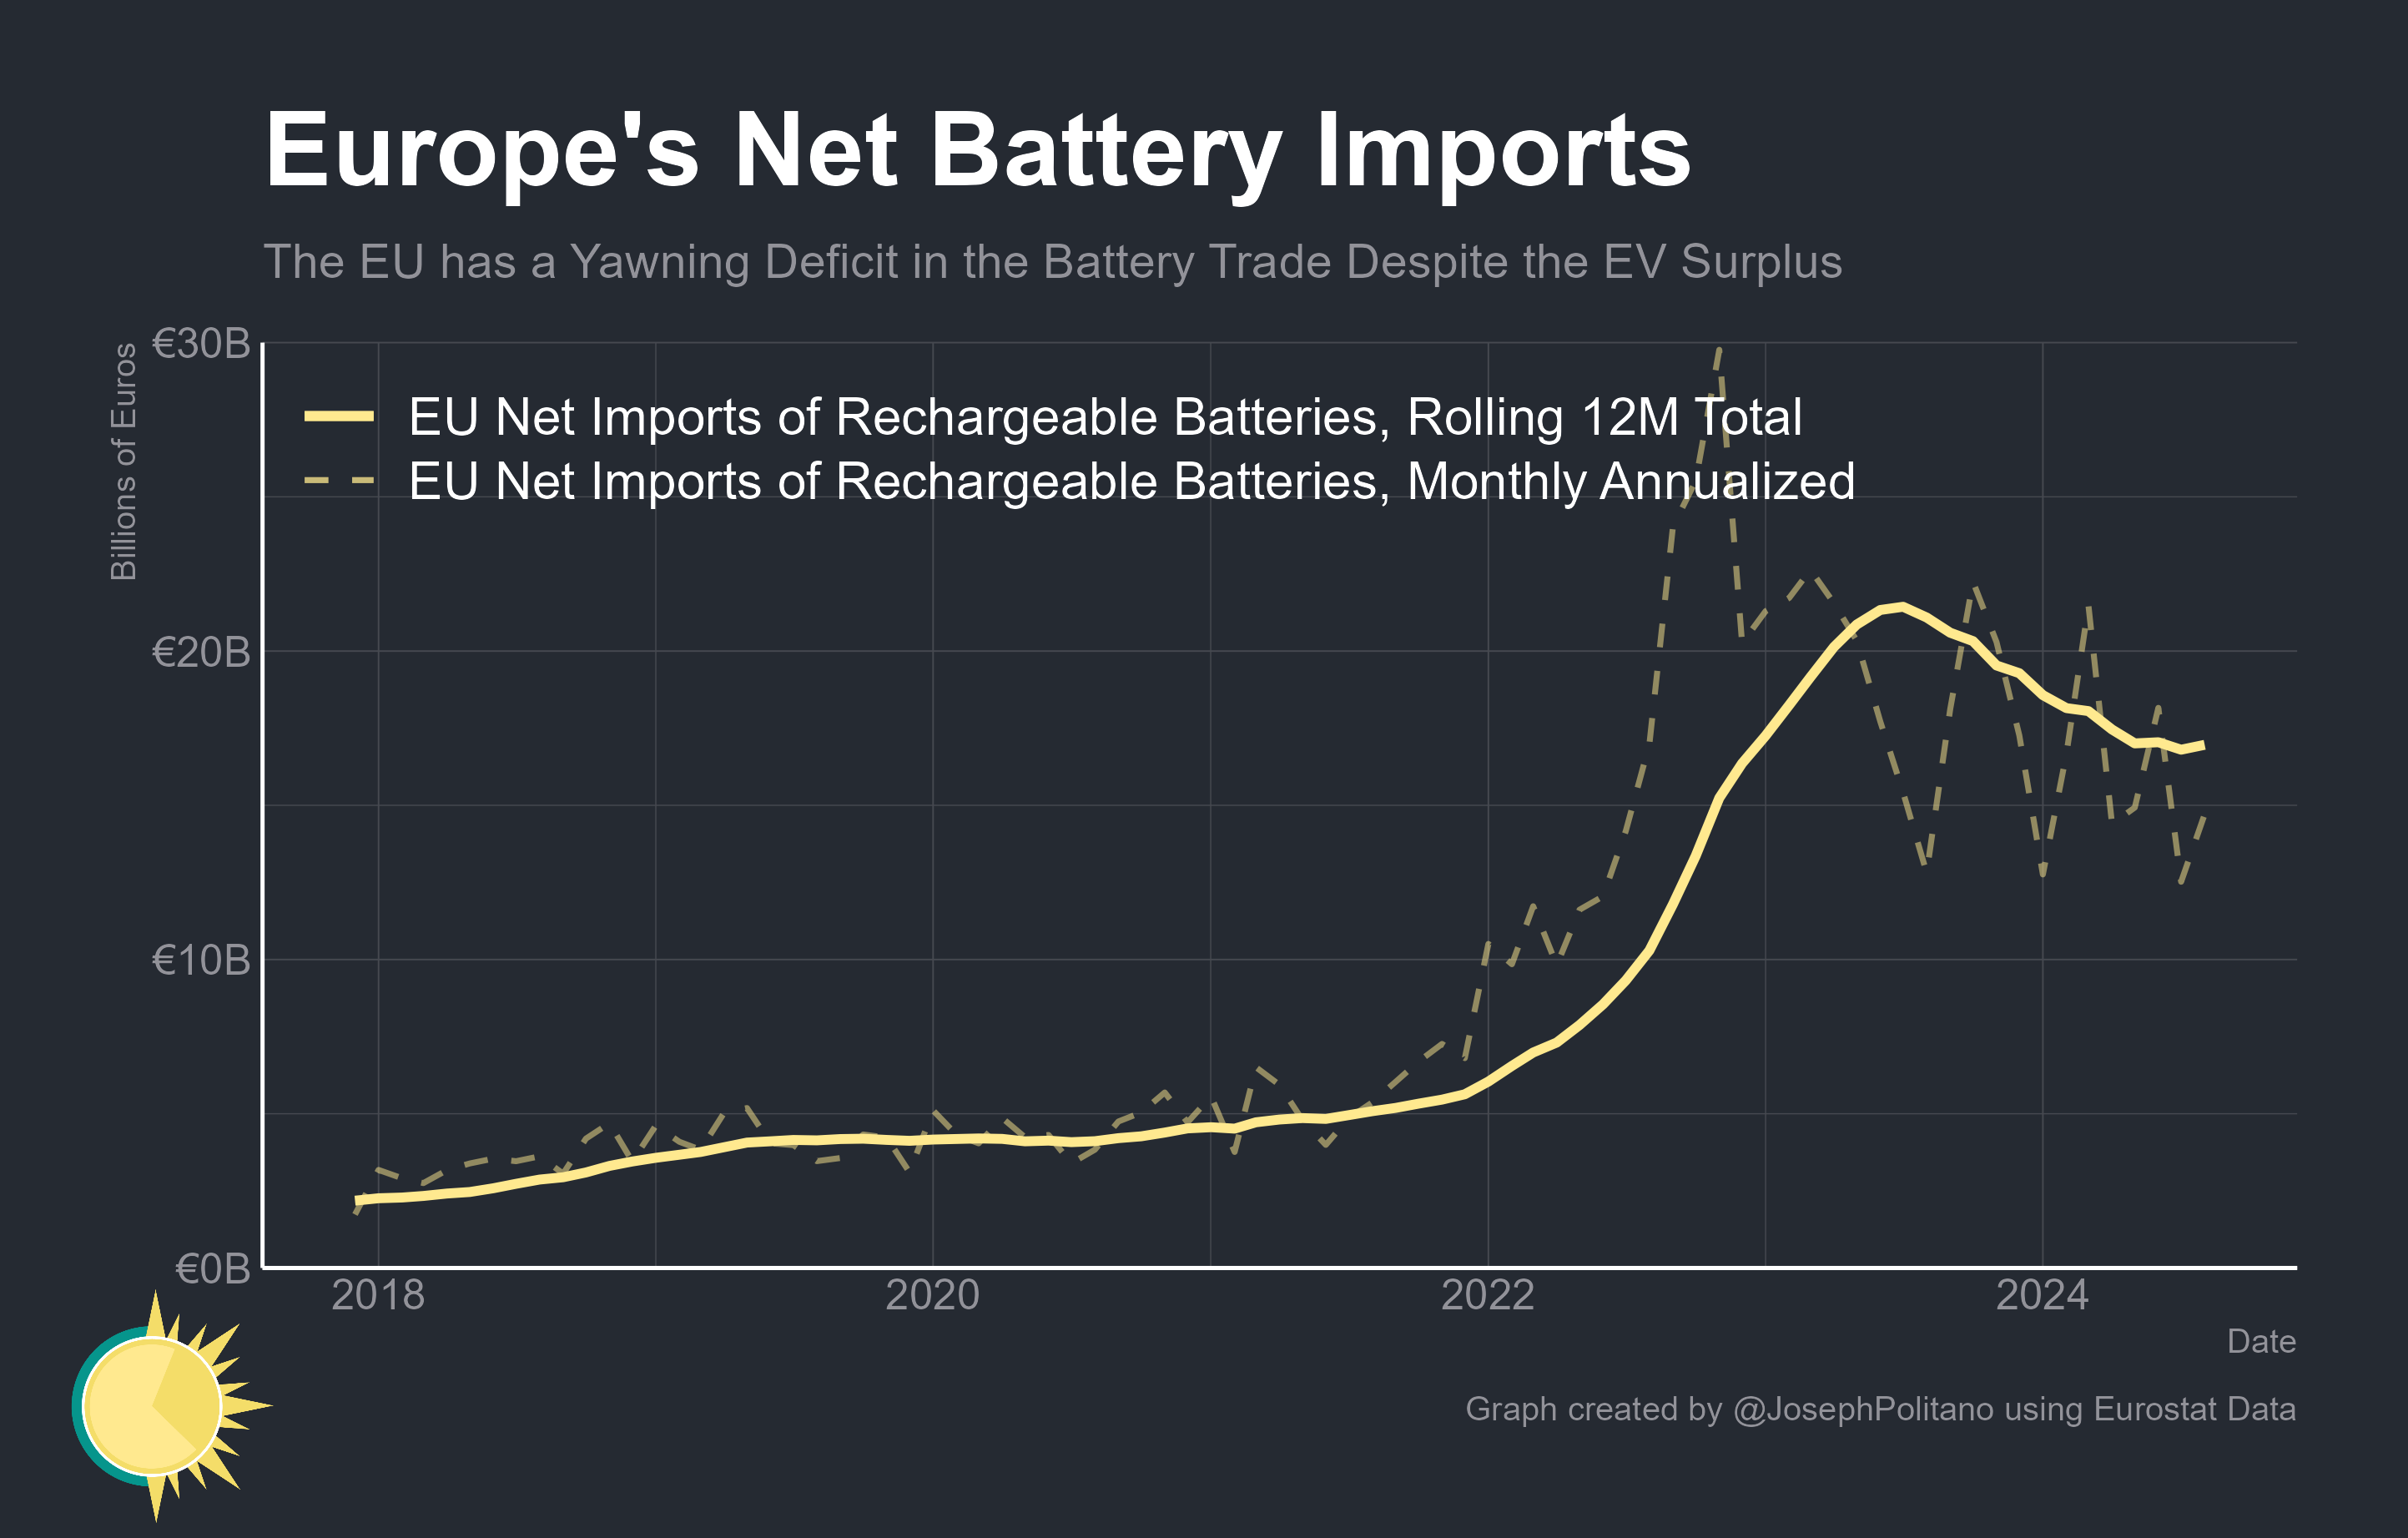 Europe's Net Battery Imports
The EU has a Yawning Deficit in the Battery Trade Despite the EV Surplus
Billions of Euros
€30B
€20B
€10B
€0B
EU Net Imports of Rechargeable Batteries, Rolling 12M Total
EU Net Imports of Rechargeable Batteries, Monthly Annualized
2018
2020
2022
2024
Date
Graph created by @JosephPolitano using Eurostat Data